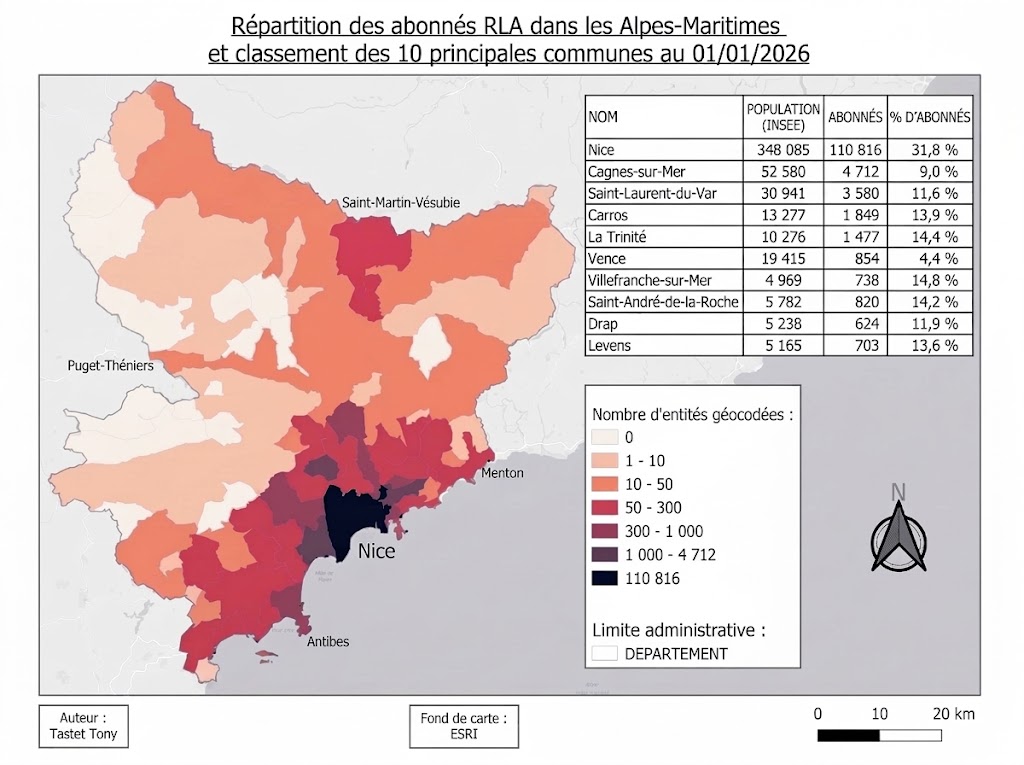 Répartition des abonnés RLA dans les Alpes-Maritimes
et classement des 10 principales communes au 01/01/2026
NOM POPULATION (INSEE) ABONNÉS % D'ABONNÉS
Nice 348 085 110 816 31,8 %
Cagnes-sur-Mer 52 580 4 712 9,0 %
Saint-Laurent-du-Var 30 941 3 580 11,6 %
Carros 13 277 1 849 13,9 %
La Trinité 10 276 1 477 14,4 %
Vence 19 415 854 4,4 %
Villefranche-sur-Mer 4 969 738 14,8 %
Saint-André-de-la-Roche 5 782 820 14,2 %
Drap 5 238 624 11,9 %
Levens 5 165 703 13,6 %
Saint-Martin-Vésubie
Puget-Théniers
Menton
Nice
Antibes
Nombre d'entités géocodées :
0
1 - 10
10 - 50
50 - 300
300 - 1 000
1 000 - 4 712
110 816
Limite administrative :
DEPARTEMENT
N
Auteur :
Tastet Tony
Fond de carte :
ESRI
0 10 20 km